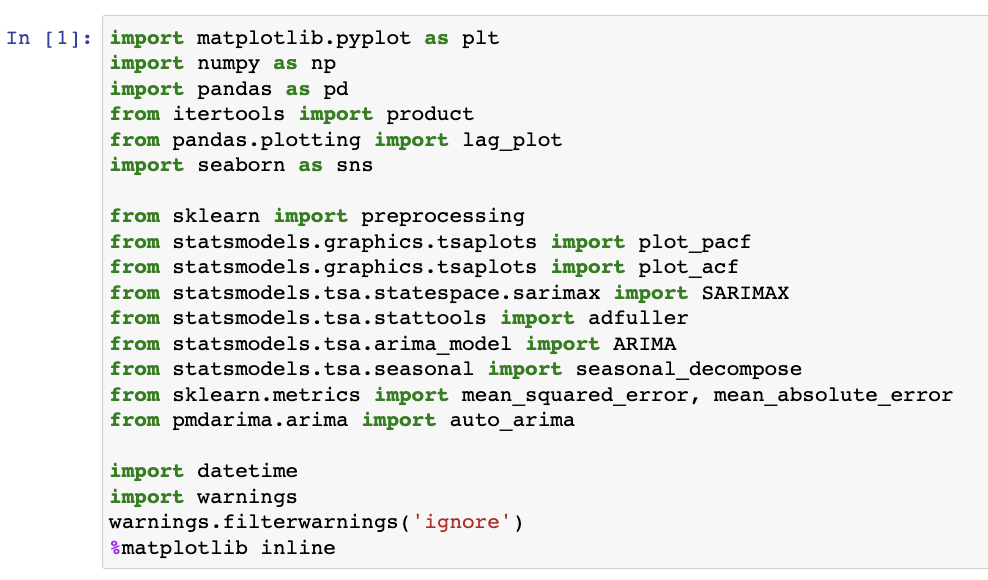 In [1]: import matplotlib.pyplot as plt
import numpy as np
import pandas as pd
from itertools import product
from pandas.plotting import lag_plot
import seaborn as sns

from sklearn import preprocessing
from statsmodels.graphics.tsaplots import plot_pacf
from statsmodels.graphics.tsaplots import plot_acf
from statsmodels.tsa.statespace.sarimax import SARIMAX
from statsmodels.tsa.stattools import adfuller
from statsmodels.tsa.arima_model import ARIMA
from statsmodels.tsa.seasonal import seasonal_decompose
from sklearn.metrics import mean_squared_error, mean_absolute_error
from pmdarima.arima import auto_arima

import datetime
import warnings
warnings.filterwarnings('ignore')
%matplotlib inline